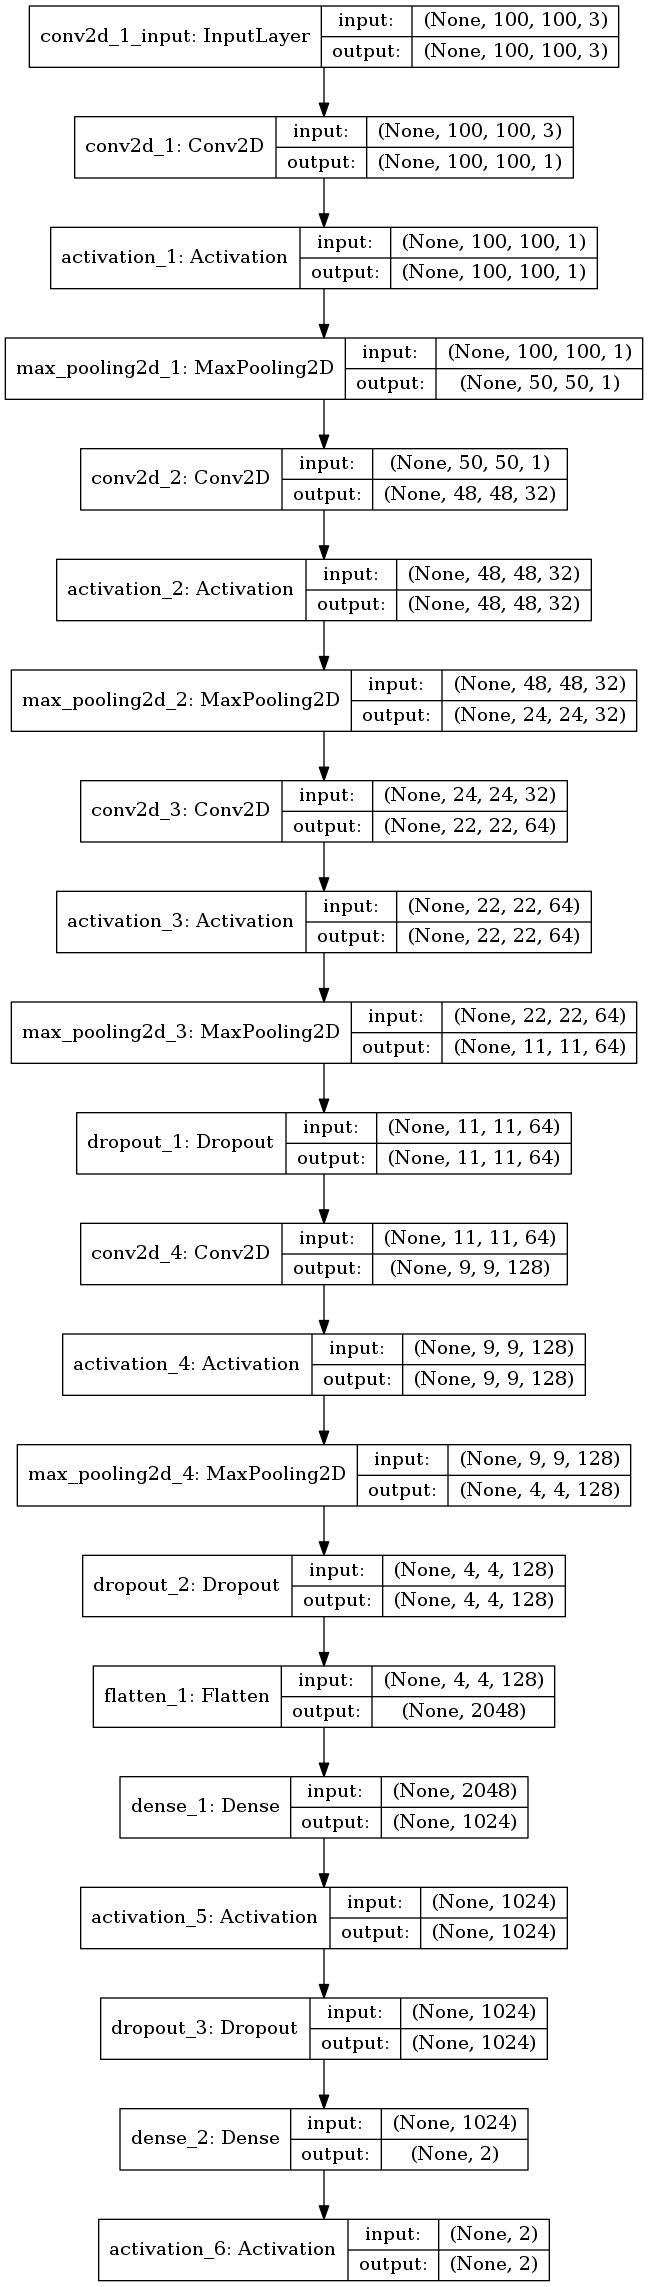 conv2d_1_input: InputLayer input: (None, 100, 100, 3)
output: (None, 100, 100, 3)
conv2d_1: Conv2D input: (None, 100, 100, 3)
output: (None, 100, 100, 1)
activation_1: Activation input: (None, 100, 100, 1)
output: (None, 100, 100, 1)
max_pooling2d_1: MaxPooling2D input: (None, 100, 100, 1)
output: (None, 50, 50, 1)
conv2d_2: Conv2D input: (None, 50, 50, 1)
output: (None, 48, 48, 32)
activation_2: Activation input: (None, 48, 48, 32)
output: (None, 48, 48, 32)
max_pooling2d_2: MaxPooling2D input: (None, 48, 48, 32)
output: (None, 24, 24, 32)
conv2d_3: Conv2D input: (None, 24, 24, 32)
output: (None, 22, 22, 64)
activation_3: Activation input: (None, 22, 22, 64)
output: (None, 22, 22, 64)
max_pooling2d_3: MaxPooling2D input: (None, 22, 22, 64)
output: (None, 11, 11, 64)
dropout_1: Dropout input: (None, 11, 11, 64)
output: (None, 11, 11, 64)
conv2d_4: Conv2D input: (None, 11, 11, 64)
output: (None, 9, 9, 128)
activation_4: Activation input: (None, 9, 9, 128)
output: (None, 9, 9, 128)
max_pooling2d_4: MaxPooling2D input: (None, 9, 9, 128)
output: (None, 4, 4, 128)
dropout_2: Dropout input: (None, 4, 4, 128)
output: (None, 4, 4, 128)
flatten_1: Flatten input: (None, 4, 4, 128)
output: (None, 2048)
dense_1: Dense input: (None, 2048)
output: (None, 1024)
activation_5: Activation input: (None, 1024)
output: (None, 1024)
dropout_3: Dropout input: (None, 1024)
output: (None, 1024)
dense_2: Dense input: (None, 1024)
output: (None, 2)
activation_6: Activation input: (None, 2)
output: (None, 2)